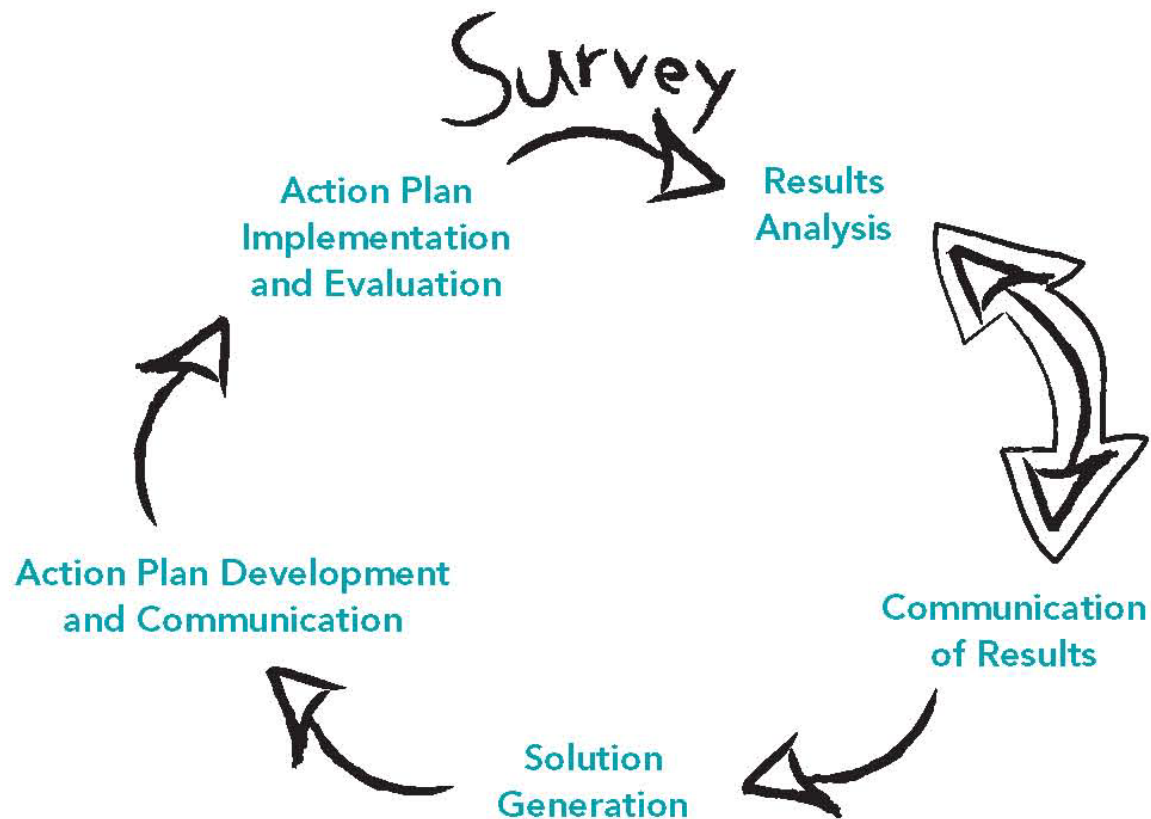 Survey
Results
Analysis
Communication
of Results
Solution
Generation
Action Plan Development
and Communication
Action Plan
Implementation
and Evaluation